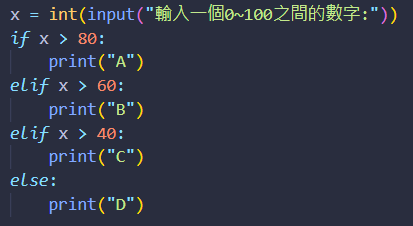 x = int(input("輸入一個0~100之間的數字:"))
if x > 80:
    print("A")
elif x > 60:
    print("B")
elif x > 40:
    print("C")
else:
    print("D")